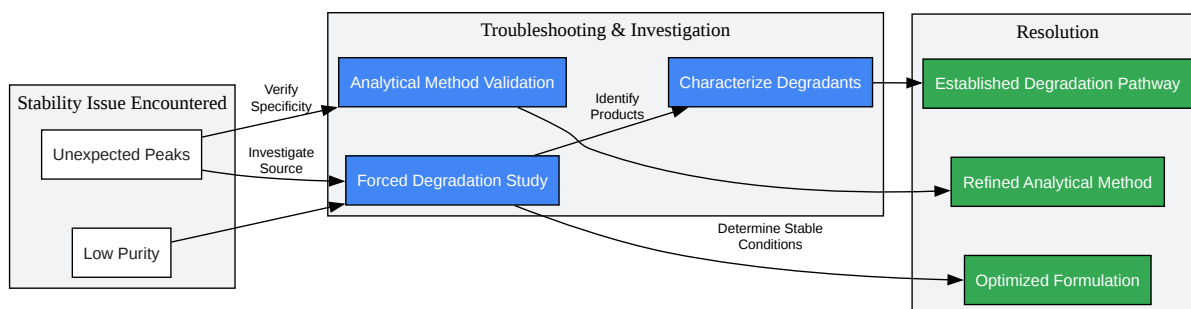 Stability Issue Encountered
Unexpected Peaks
Low Purity
Verify
Specificity
Investigate
Source
Troubleshooting & Investigation
Analytical Method Validation
Forced Degradation Study
Identify
Products
Characterize Degradants
Determine Stable
Conditions
Resolution
Established Degradation Pathway
Refined Analytical Method
Optimized Formulation